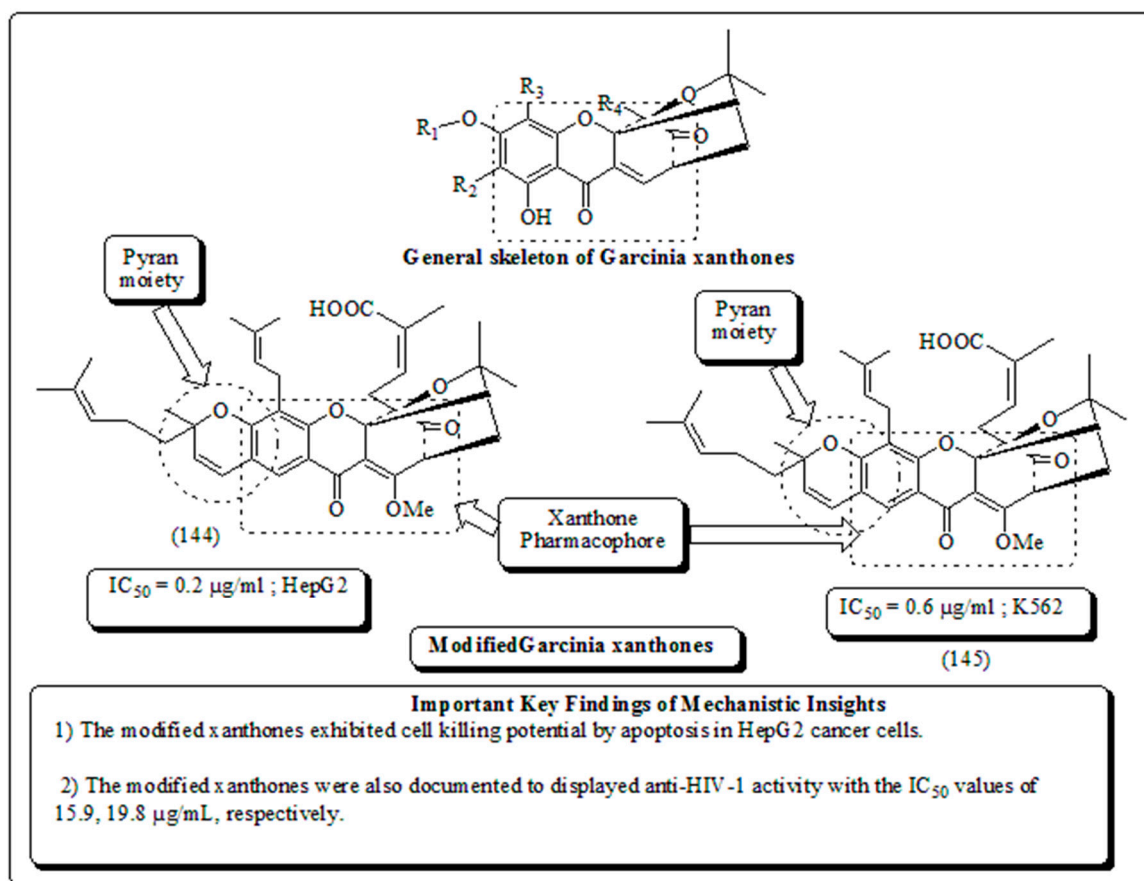 R3
O
R1
R2
O
R4
Q
O
OH
O
General skeleton of Garcinia xanthones
Pyran
moiety
HOOC
O
O
O
O
O
OMe
(144)
IC50 = 0.2 µg/ml ; HepG2
Pyran
moiety
HOOC
O
O
O
O
O
OMe
Xanthone
Pharmacophore
IC50 = 0.6 µg/ml ; K562
(145)
ModifiedGarcinia xanthones
Important Key Findings of Mechanistic Insights
1) The modified xanthones exhibited cell killing potential by apoptosis in HepG2 cancer cells.
2) The modified xanthones were also documented to displayed anti-HIV-1 activity with the IC50 values of
15.9, 19.8 µg/mL, respectively.